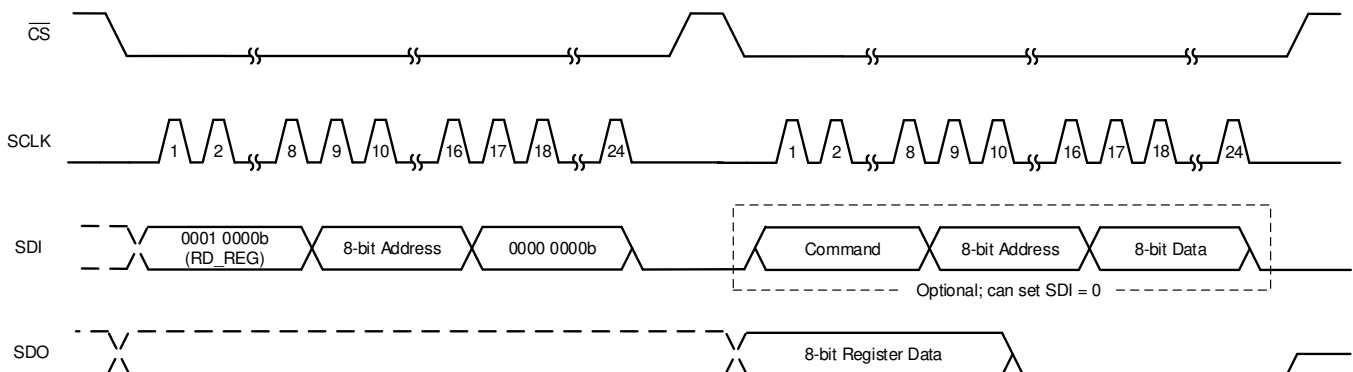 CS
SCLK
1 2 8 9 10 16 17 18 24 1 2 8 9 10 16 17 18 24
SDI
0001 0000b
(RD_REG)
8-bit Address
0000 0000b
Command
8-bit Address
8-bit Data
Optional; can set SDI = 0
SDO
8-bit Register Data